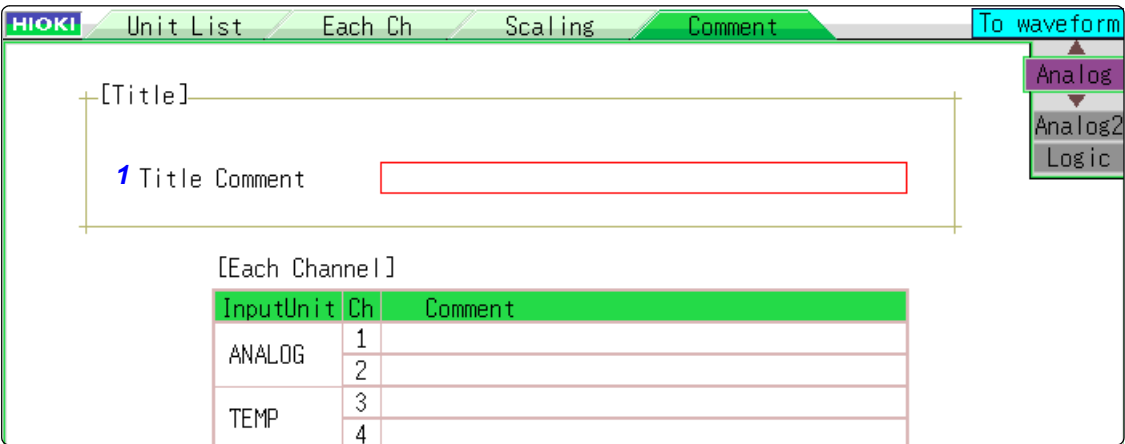 HIOKI Unit List Each Ch Scaling Comment To waveform
Analog
[Title]
Analog2
1 Title Comment
Logic
[Each Channel]
InputUnit Ch Comment
ANALOG 1
2
TEMP 3
4